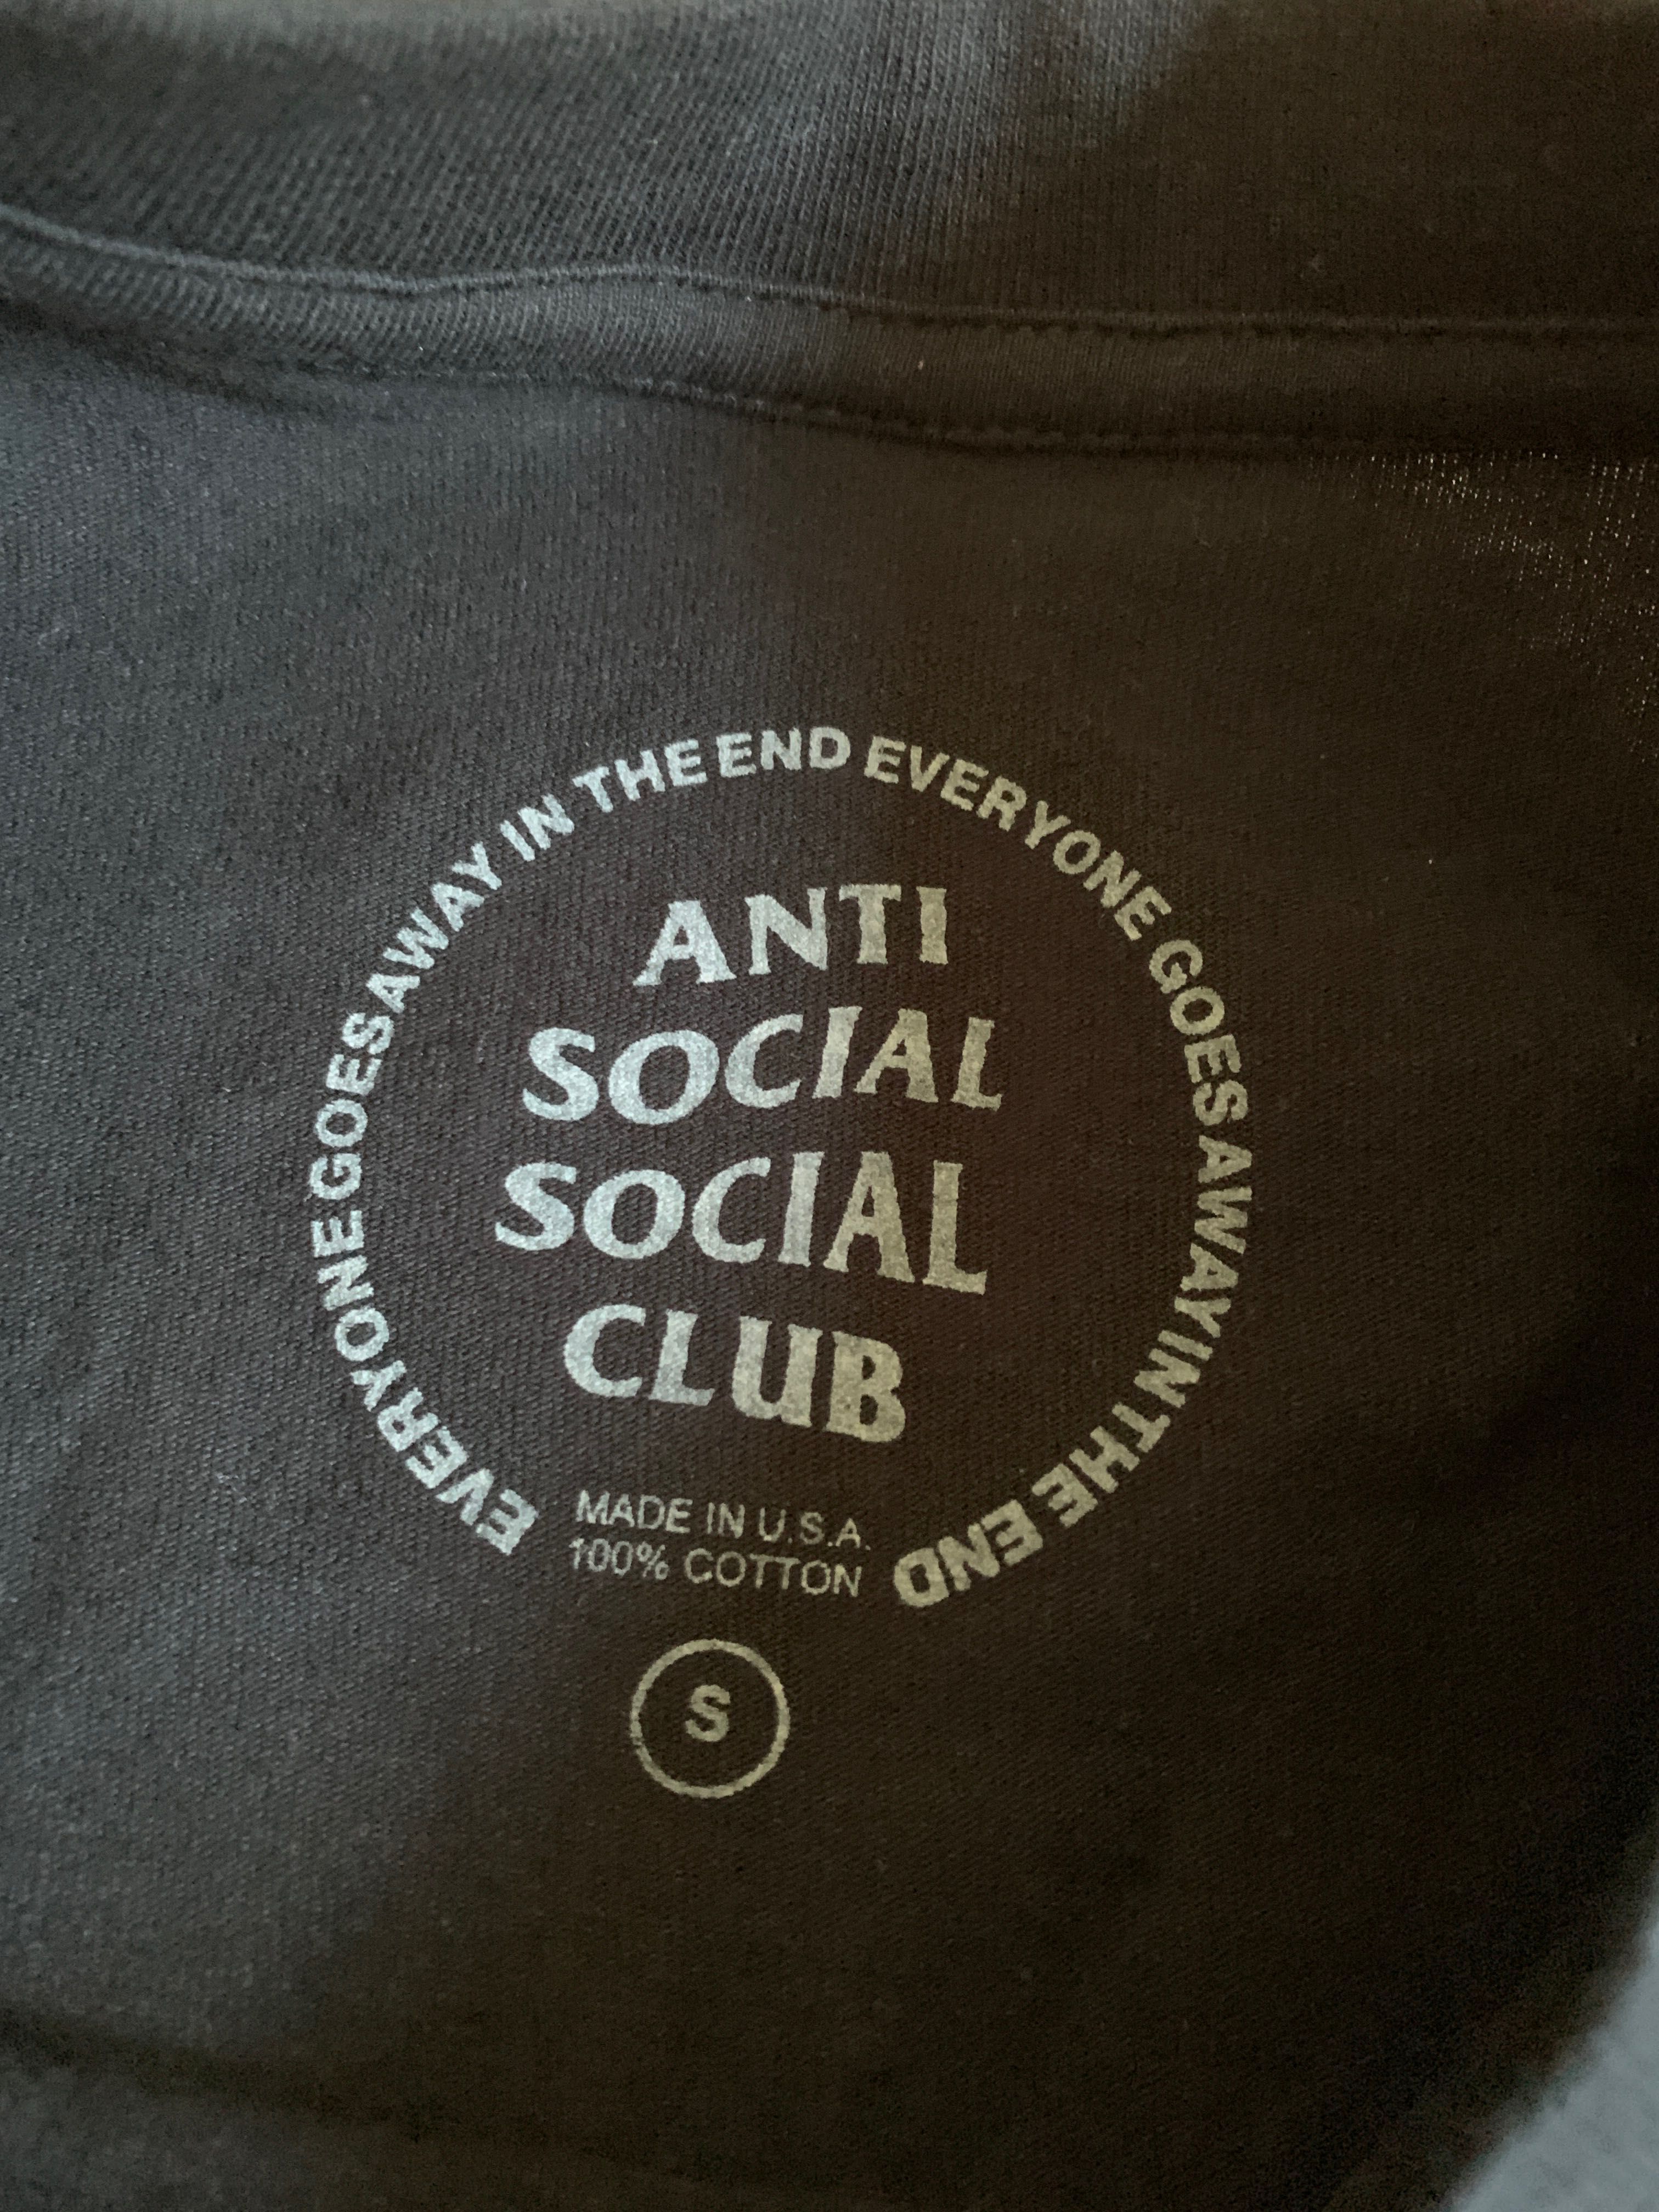 EVERYONE GOES AWAY IN THE END EVERYONE GOES AWAY IN THE END
ANTI
SOCIAL
SOCIAL
CLUB
MADE IN U.S.A.
100% COTTON
S